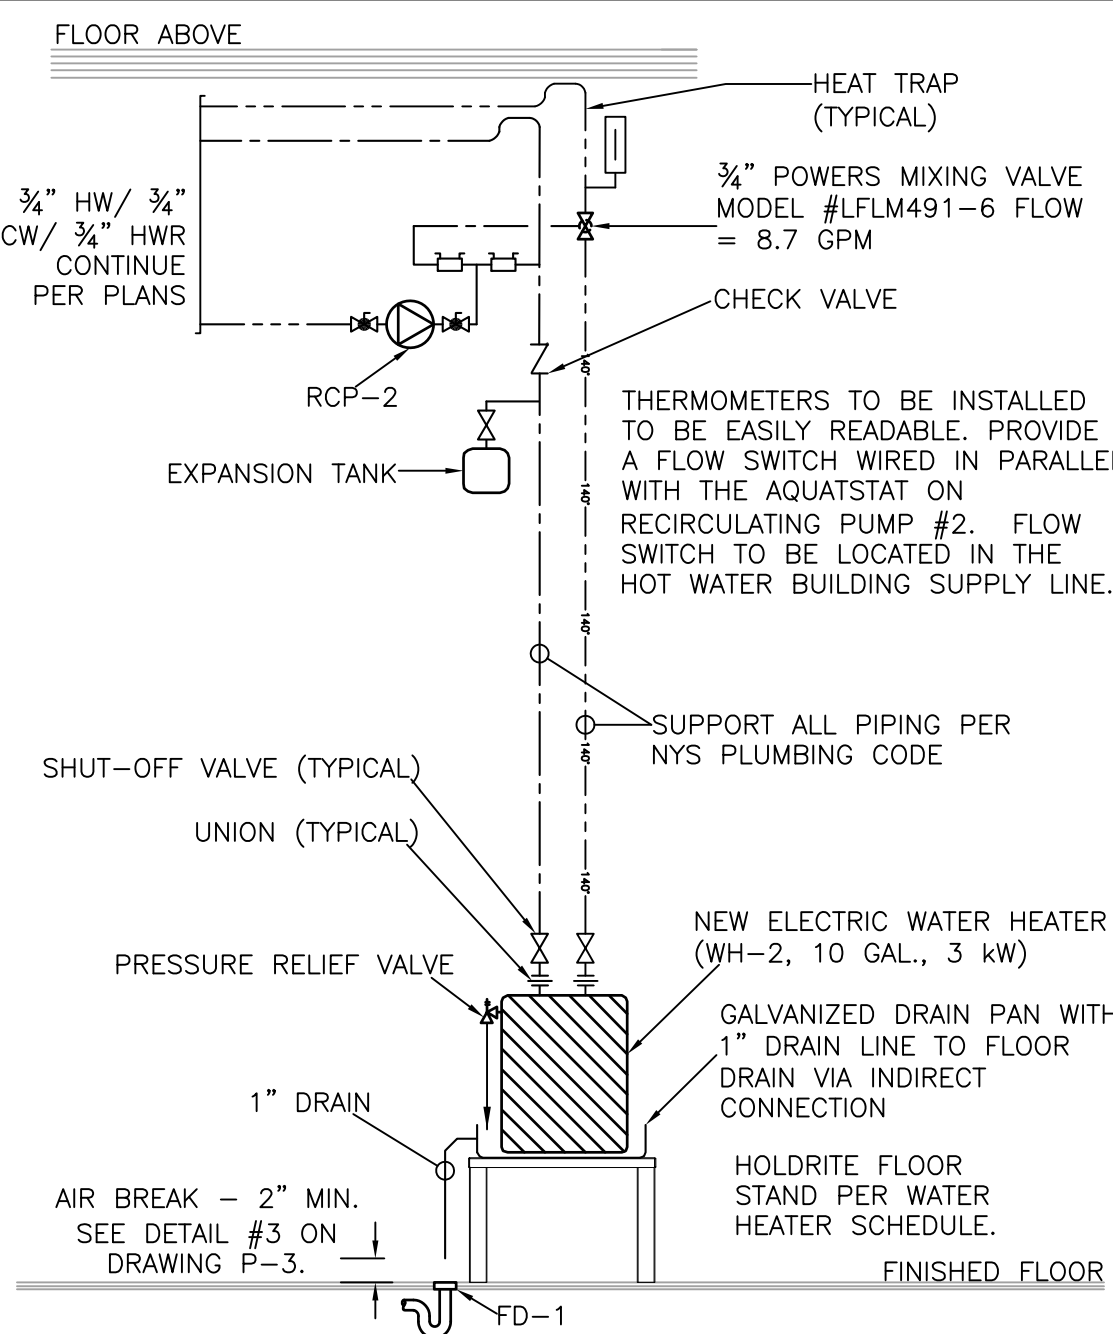 FLOOR ABOVE
HEAT TRAP
(TYPICAL)
¾” HW/ ¾”
CW/ ¾” HWR
CONTINUE
PER PLANS
¾” POWERS MIXING VALVE
MODEL #LFLM491-6 FLOW
= 8.7 GPM
CHECK VALVE
RCP-2
140°
EXPANSION TANK
THERMOMETERS TO BE INSTALLED
TO BE EASILY READABLE. PROVIDE
A FLOW SWITCH WIRED IN PARALLEL
WITH THE AQUATSTAT ON
RECIRCULATING PUMP #2. FLOW
SWITCH TO BE LOCATED IN THE
HOT WATER BUILDING SUPPLY LINE.
140°
140°
SUPPORT ALL PIPING PER
NYS PLUMBING CODE
140°
SHUT-OFF VALVE (TYPICAL)
UNION (TYPICAL)
140°
NEW ELECTRIC WATER HEATER
(WH-2, 10 GAL., 3 kW)
PRESSURE RELIEF VALVE
GALVANIZED DRAIN PAN WITH
1” DRAIN LINE TO FLOOR
DRAIN VIA INDIRECT
CONNECTION
1” DRAIN
HOLDRITE FLOOR
STAND PER WATER
HEATER SCHEDULE.
AIR BREAK - 2” MIN.
SEE DETAIL #3 ON
DRAWING P-3.
FINISHED FLOOR
FD-1